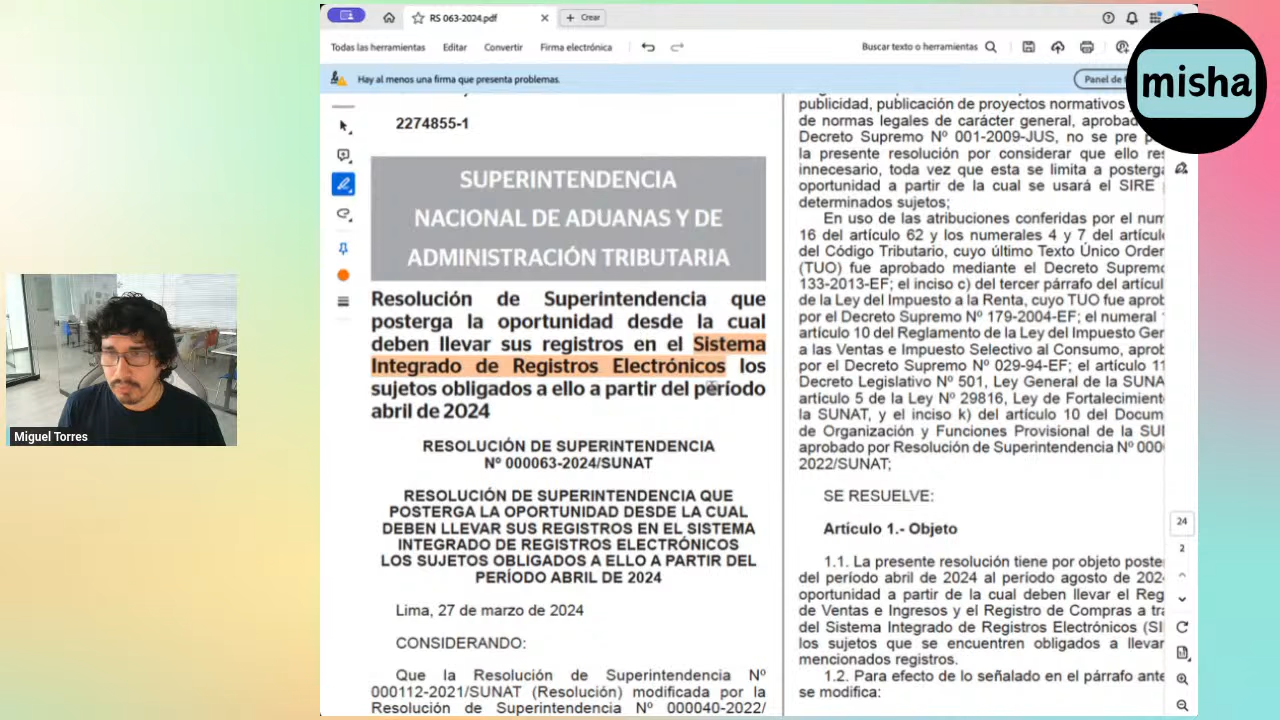 RS 063-2024.pdf
Crear
Todas las herramientas
Editar
Convertir
Firma electrónica
Buscar texto o herramientas
Hay al menos una firma que presenta problemas.
Panel de
misha
2274855-1
SUPERINTENDENCIA
NACIONAL DE ADUANAS Y DE
ADMINISTRACIÓN TRIBUTARIA
Resolución de Superintendencia que
posterga la oportunidad desde la cual
deben llevar sus registros en el Sistema
Integrado de Registros Electrónicos los
sujetos obligados a ello a partir del período
abril de 2024
RESOLUCIÓN DE SUPERINTENDENCIA
Nº 000063-2024/SUNAT
RESOLUCIÓN DE SUPERINTENDENCIA QUE
POSTERGA LA OPORTUNIDAD DESDE LA CUAL
DEBEN LLEVAR SUS REGISTROS EN EL SISTEMA
INTEGRADO DE REGISTROS ELECTRÓNICOS
LOS SUJETOS OBLIGADOS A ELLO A PARTIR DEL
PERÍODO ABRIL DE 2024
Lima, 27 de marzo de 2024
CONSIDERANDO:
Que la Resolución de Superintendencia Nº
000112-2021/SUNAT (Resolución) modificada por la
Resolución de Superintendencia Nº 000040-2022/
publicidad, publicación de proyectos normativos
de normas legales de carácter general, aprobad
Decreto Supremo Nº 001-2009-JUS, no se pre p
la presente resolución por considerar que ello res
innecesario, toda vez que esta se limita a posterga
oportunidad a partir de la cual se usará el SIRE
determinados sujetos;
En uso de las atribuciones conferidas por el num
16 del artículo 62 y los numerales 4 y 7 del artícul
del Código Tributario, cuyo último Texto Único Orde
(TUO) fue aprobado mediante el Decreto Supremo
133-2013-EF; el inciso c) del tercer párrafo del artícul
de la Ley del Impuesto a la Renta, cuyo TUO fue aprob
por el Decreto Supremo Nº 179-2004-EF; el numeral
artículo 10 del Reglamento de la Ley del Impuesto Ger
a las Ventas e Impuesto Selectivo al Consumo, aprob
por el Decreto Supremo Nº 029-94-EF; el artículo 11
Decreto Legislativo Nº 501, Ley General de la SUNA
artículo 5 de la Ley Nº 29816, Ley de Fortalecimient
la SUNAT, y el inciso k) del artículo 10 del Docum
de Organización y Funciones Provisional de la SU
aprobado por Resolución de Superintendencia Nº 000
2022/SUNAT;
SE RESUELVE:
Artículo 1.- Objeto
1.1. La presente resolución tiene por objeto poste
del período abril de 2024 al período agosto de 202
oportunidad a partir de la cual deben llevar el Reg
de Ventas e Ingresos y el Registro de Compras a tra
del Sistema Integrado de Registros Electrónicos (SI
los sujetos que se encuentren obligados a llevar
mencionados registros.
1.2. Para efecto de lo señalado en el párrafo ante
se modifica:
24
2
Miguel Torres